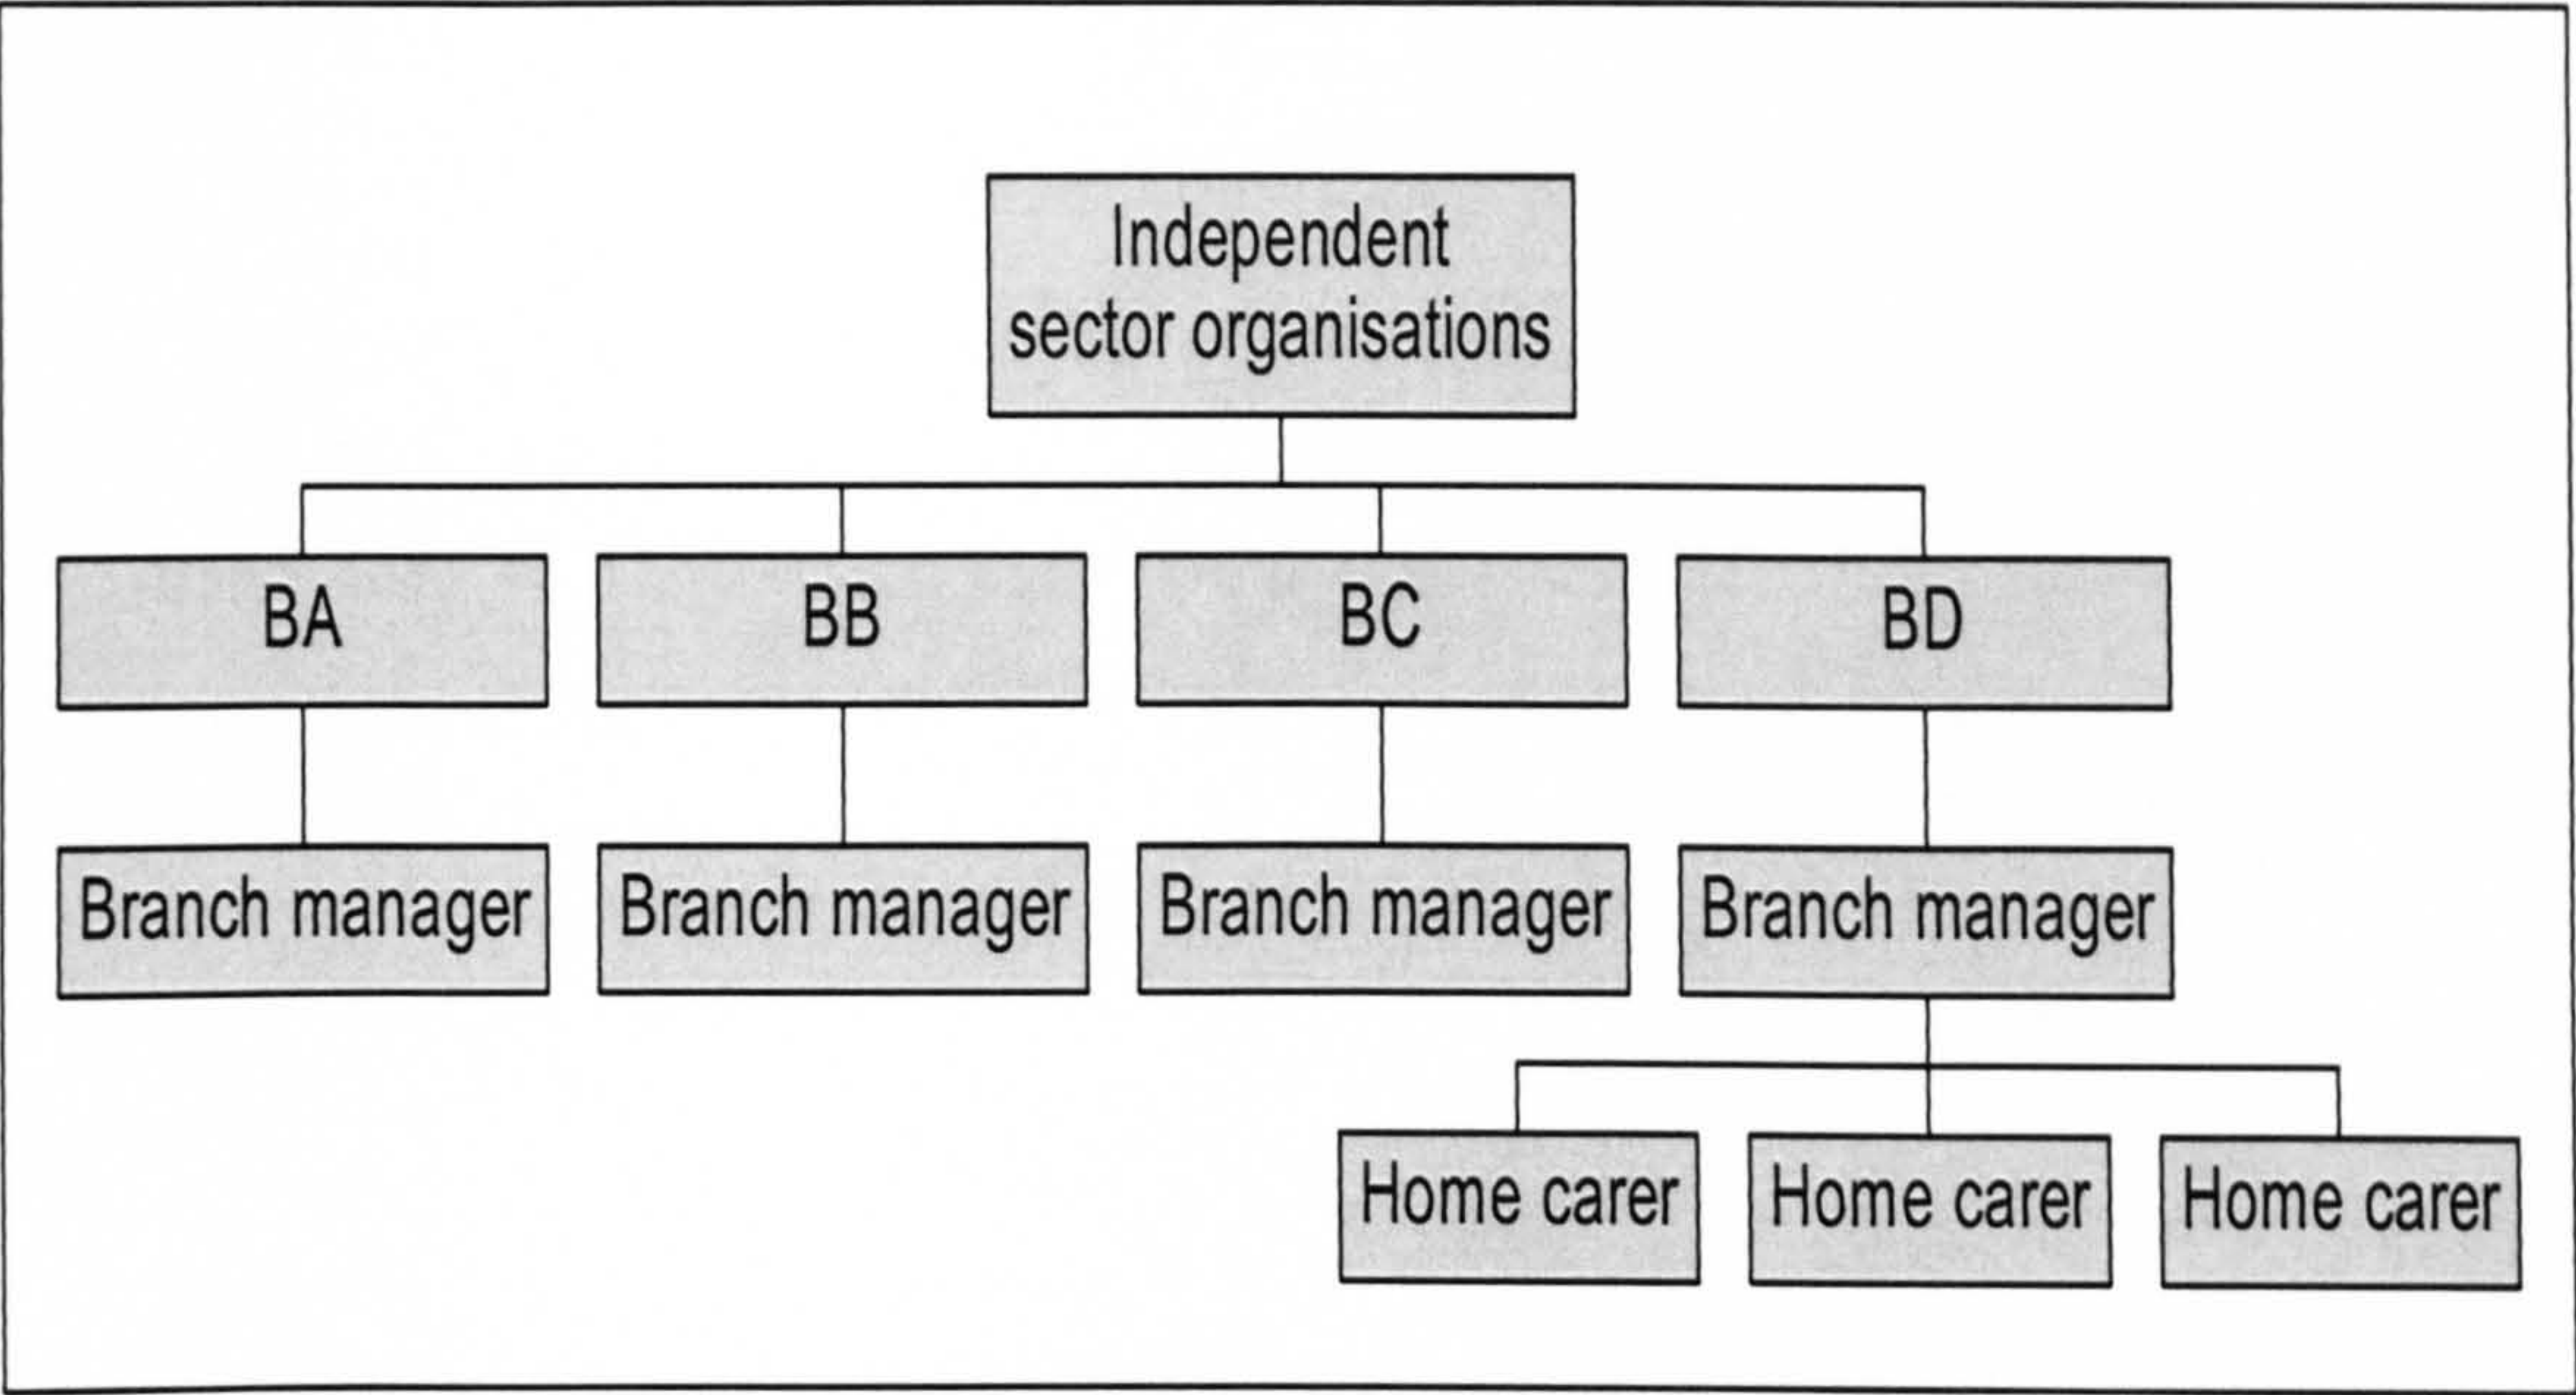 Independent
sector organisations
BA
BB
BC
BD
Branch manager
Branch manager
Branch manager
Branch manager
Home carer
Home carer
Home carer